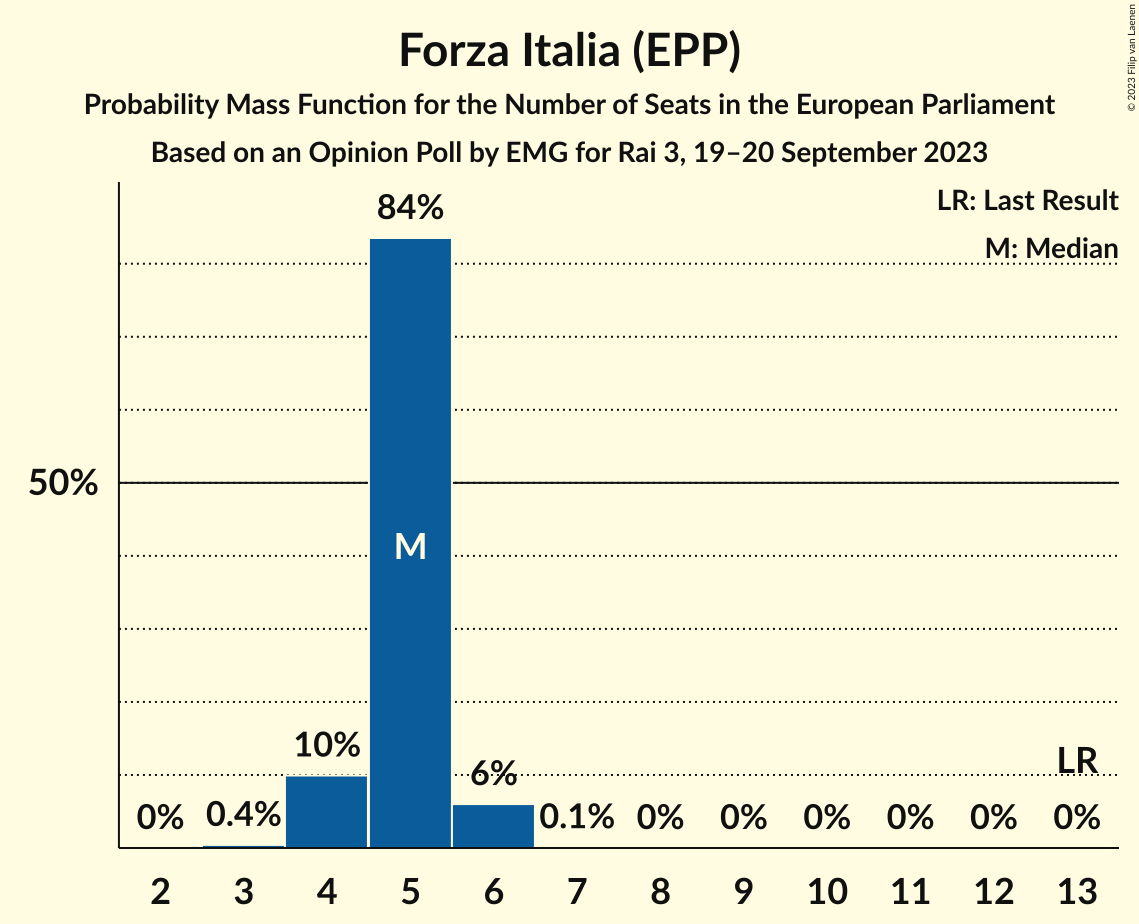 Forza Italia (EPP)
Probability Mass Function for the Number of Seats in the European Parliament
Based on an Opinion Poll by EMG for Rai 3, 19–20 September 2023
© 2023 Filip van Laenen
LR: Last Result
M: Median
84%
50%
M
10%
6%
LR
0% 0.4% 0.1% 0% 0% 0% 0% 0% 0%
2 3 4 5 6 7 8 9 10 11 12 13